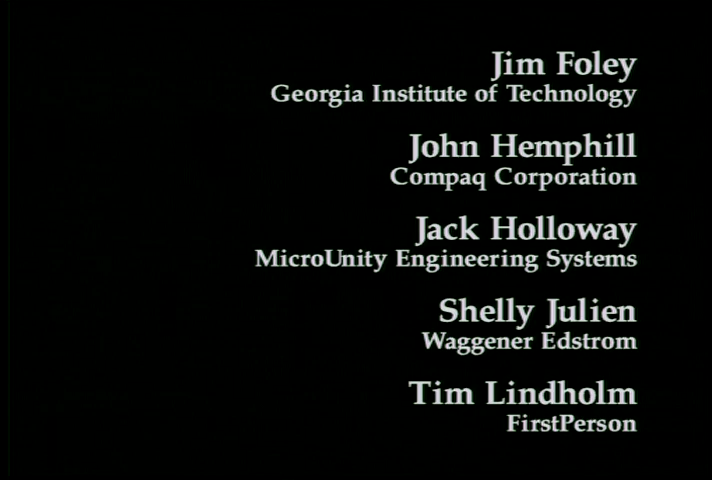 Jim Foley
Georgia Institute of Technology
John Hemphill
Compaq Corporation
Jack Holloway
MicroUnity Engineering Systems
Shelly Julien
Waggener Edstrom
Tim Lindholm
FirstPerson